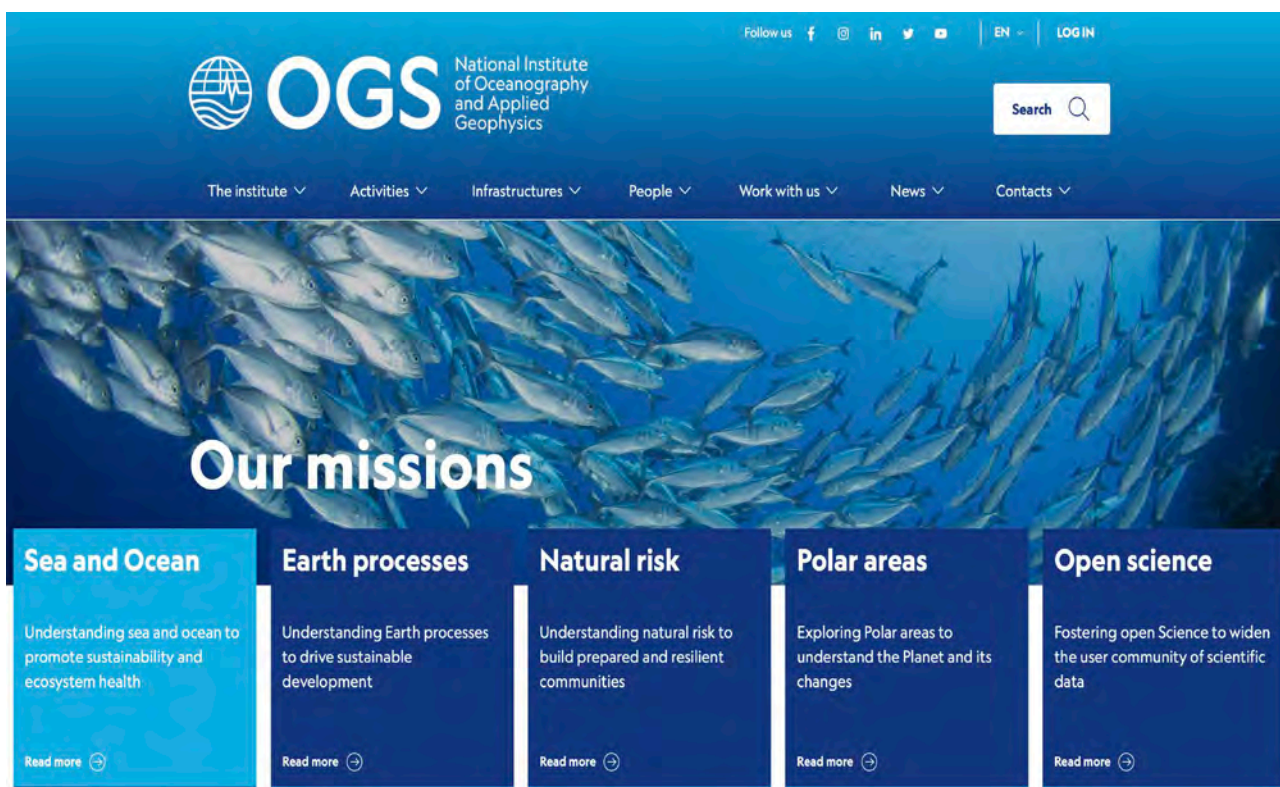 Follow us
EN
LOG IN
OGS
National Institute
of Oceanography
and Applied
Geophysics
Search
The institute
Activities
Infrastructures
People
Work with us
News
Contacts
Our missions
Sea and Ocean
Understanding sea and ocean to
promote sustainability and
ecosystem health
Read more
Earth processes
Understanding Earth processes
to drive sustainable
development
Read more
Natural risk
Understanding natural risk to
build prepared and resilient
communities
Read more
Polar areas
Exploring Polar areas to
understand the Planet and its
changes
Read more
Open science
Fostering open Science to widen
the user community of scientific
data
Read more